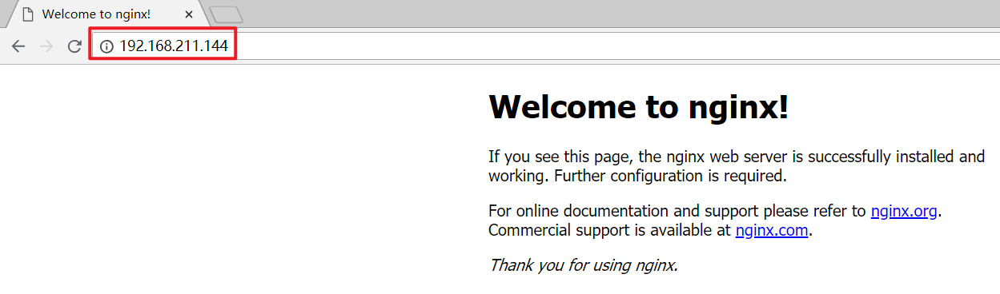 Welcome to nginx!
192.168.211.144
Welcome to nginx!
If you see this page, the nginx web server is successfully installed and
working. Further configuration is required.
For online documentation and support please refer to nginx.org.
Commercial support is available at nginx.com.
Thank you for using nginx.